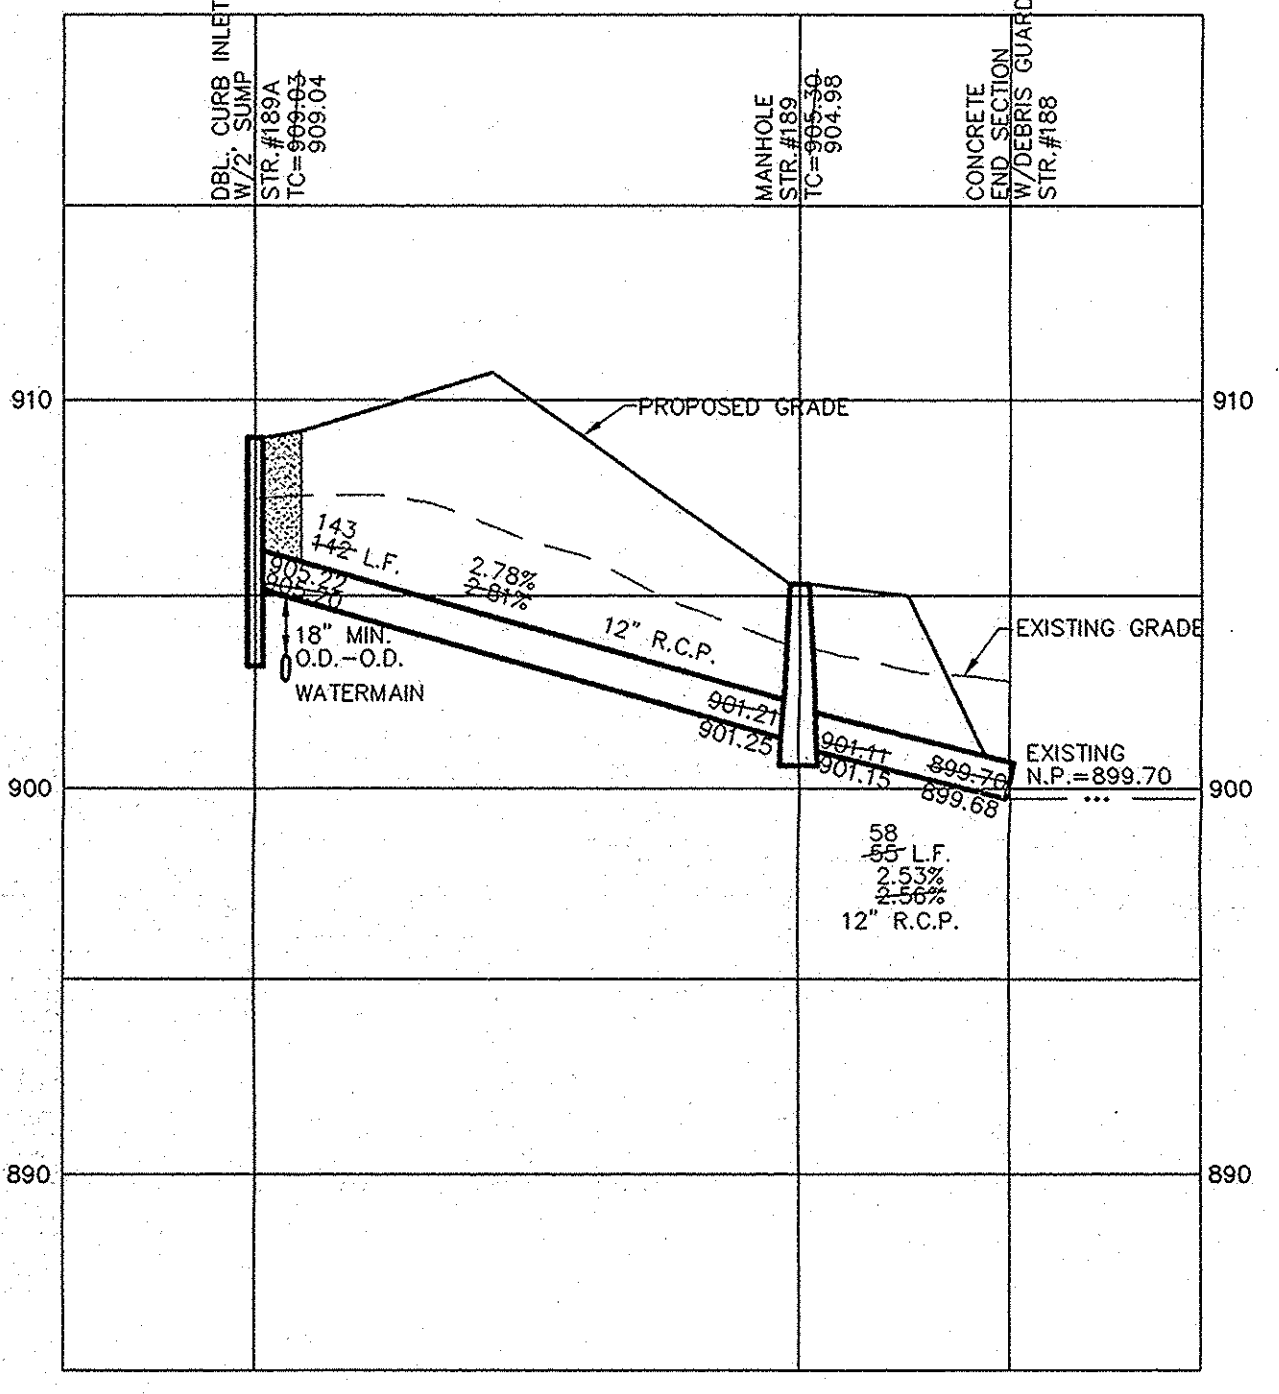 DBL. CURB INLET
W/2' SUMP
STR.#189A
TC=909.03
909.04
MANHOLE
STR.#189
TC=905.30
904.98
CONCRETE
END SECTION
W/DEBRIS GUARD
STR.#188
910
910
PROPOSED GRADE
143
142 L.F.
2.78%
2.81%
905.22
905.20
12" R.C.P.
18" MIN.
O.D.-O.D.
WATERMAIN
EXISTING GRADE
901.21
901.25
901.11
901.15
899.70
899.68
EXISTING
N.P.=899.70
900
900
58
55 L.F.
2.53%
2.56%
12" R.C.P.
890
890